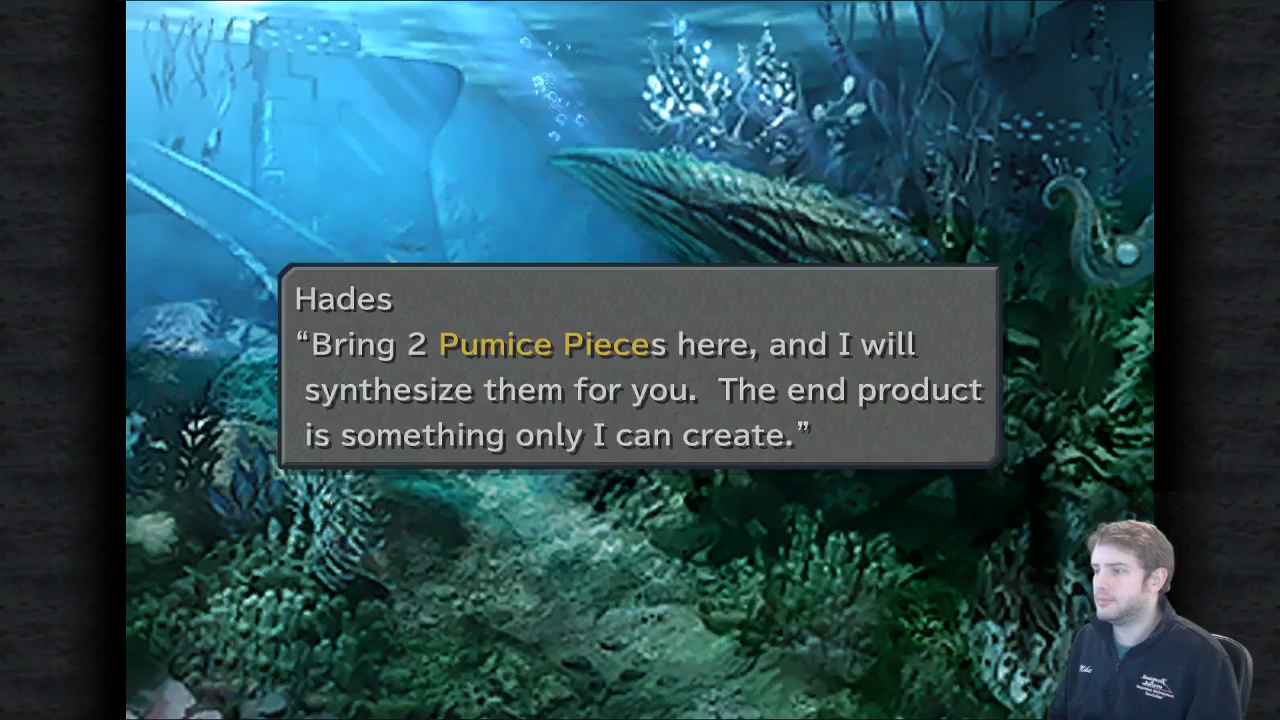 Hades
“Bring 2 Pumice Pieces here, and I will
synthesize them for you.  The end product
is something only I can create.”
Mike